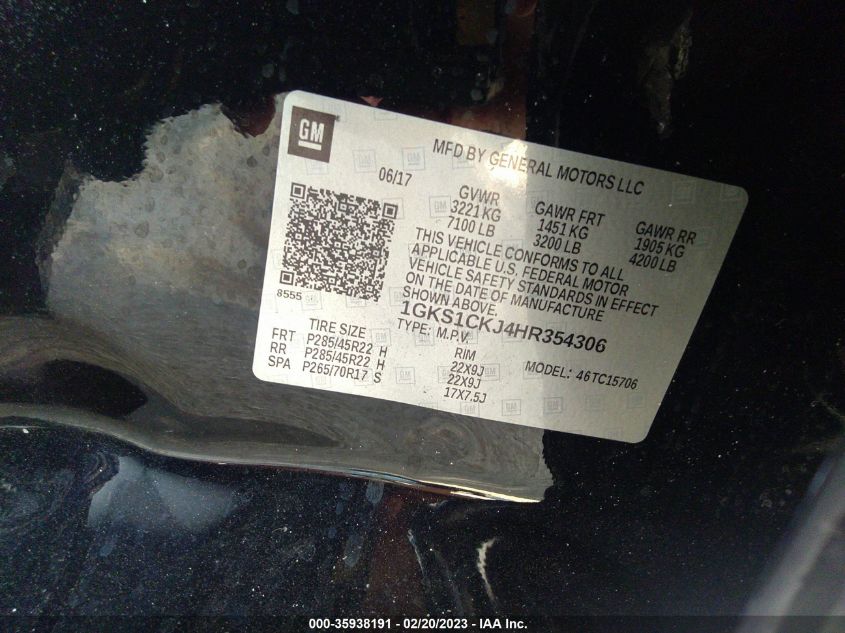 GM
MFD BY GENERAL MOTORS LLC
06/17
GVWR
3221 KG
7100 LB
GAWR FRT
1451 KG
3200 LB
GAWR RR
1905 KG
4200 LB
THIS VEHICLE CONFORMS TO ALL
APPLICABLE U.S. FEDERAL MOTOR
VEHICLE SAFETY STANDARDS IN EFFECT
ON THE DATE OF MANUFACTURE
SHOWN ABOVE.
8555
1GKS1CKJ4HR354306
TYPE: M.P.V.
MODEL: 46TC15706
TIRE SIZE RIM
FRT P285/45R22 H 22X9J
RR P285/45R22 H 22X9J
SPA P265/70R17 S 17X7.5J
000-35938191 - 02/20/2023 - IAA Inc.